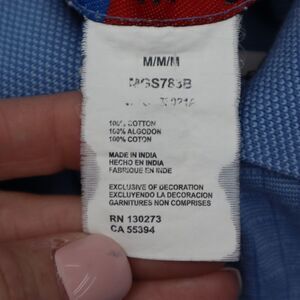 M/M/M
MGS783B
100% COTTON
100% ALGODON
100% COTON
MADE IN INDIA
HECHO EN INDIA
FABRIQUE EN INDE
EXCLUSIVE OF DECORATION
EXCLUYENDO LA DECORACION
GARNITURES NON COMPRISES
RN 130273
CA 55394